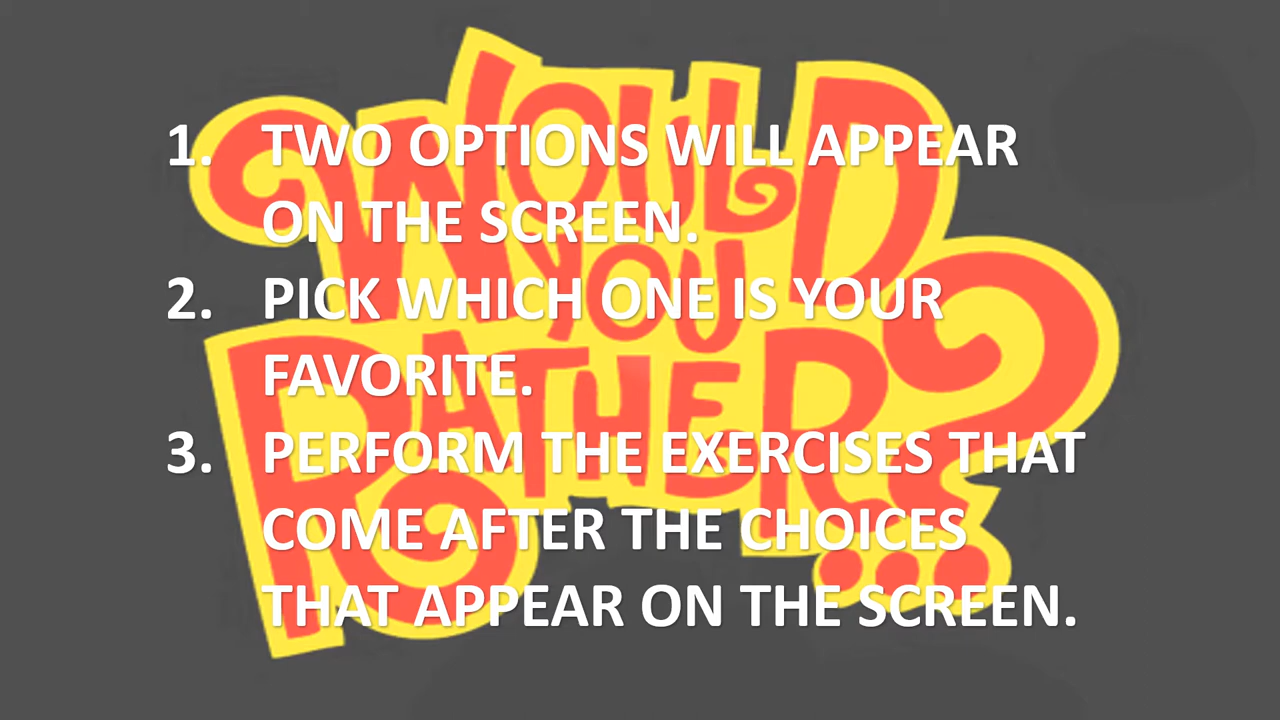 WOULD
YOU
RATHER?
1. TWO OPTIONS WILL APPEAR
ON THE SCREEN.
2. PICK WHICH ONE IS YOUR
FAVORITE.
3. PERFORM THE EXERCISES THAT
COME AFTER THE CHOICES
THAT APPEAR ON THE SCREEN.